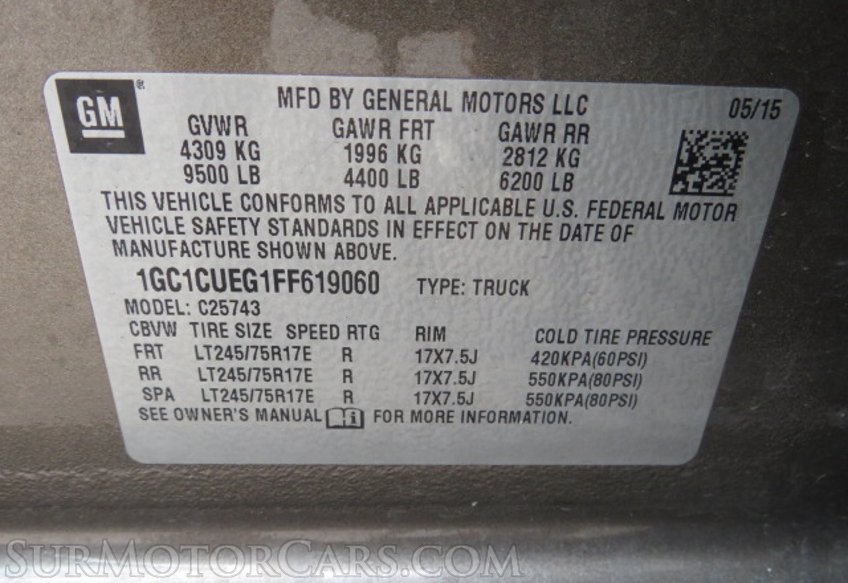 GM ® MFD BY GENERAL MOTORS LLC 05/15
GVWR GAWR FRT GAWR RR
4309 KG 1996 KG 2812 KG
9500 LB 4400 LB 6200 LB
THIS VEHICLE CONFORMS TO ALL APPLICABLE U.S. FEDERAL MOTOR
VEHICLE SAFETY STANDARDS IN EFFECT ON THE DATE OF
MANUFACTURE SHOWN ABOVE.
1GC1CUEG1FF619060 TYPE: TRUCK
MODEL: C25743
CBVW TIRE SIZE SPEED RTG RIM COLD TIRE PRESSURE
FRT LT245/75R17E R 17X7.5J 420KPA(60PSI)
RR LT245/75R17E R 17X7.5J 550KPA(80PSI)
SPA LT245/75R17E R 17X7.5J 550KPA(80PSI)
SEE OWNER'S MANUAL FOR MORE INFORMATION.
SurMotorCars.com